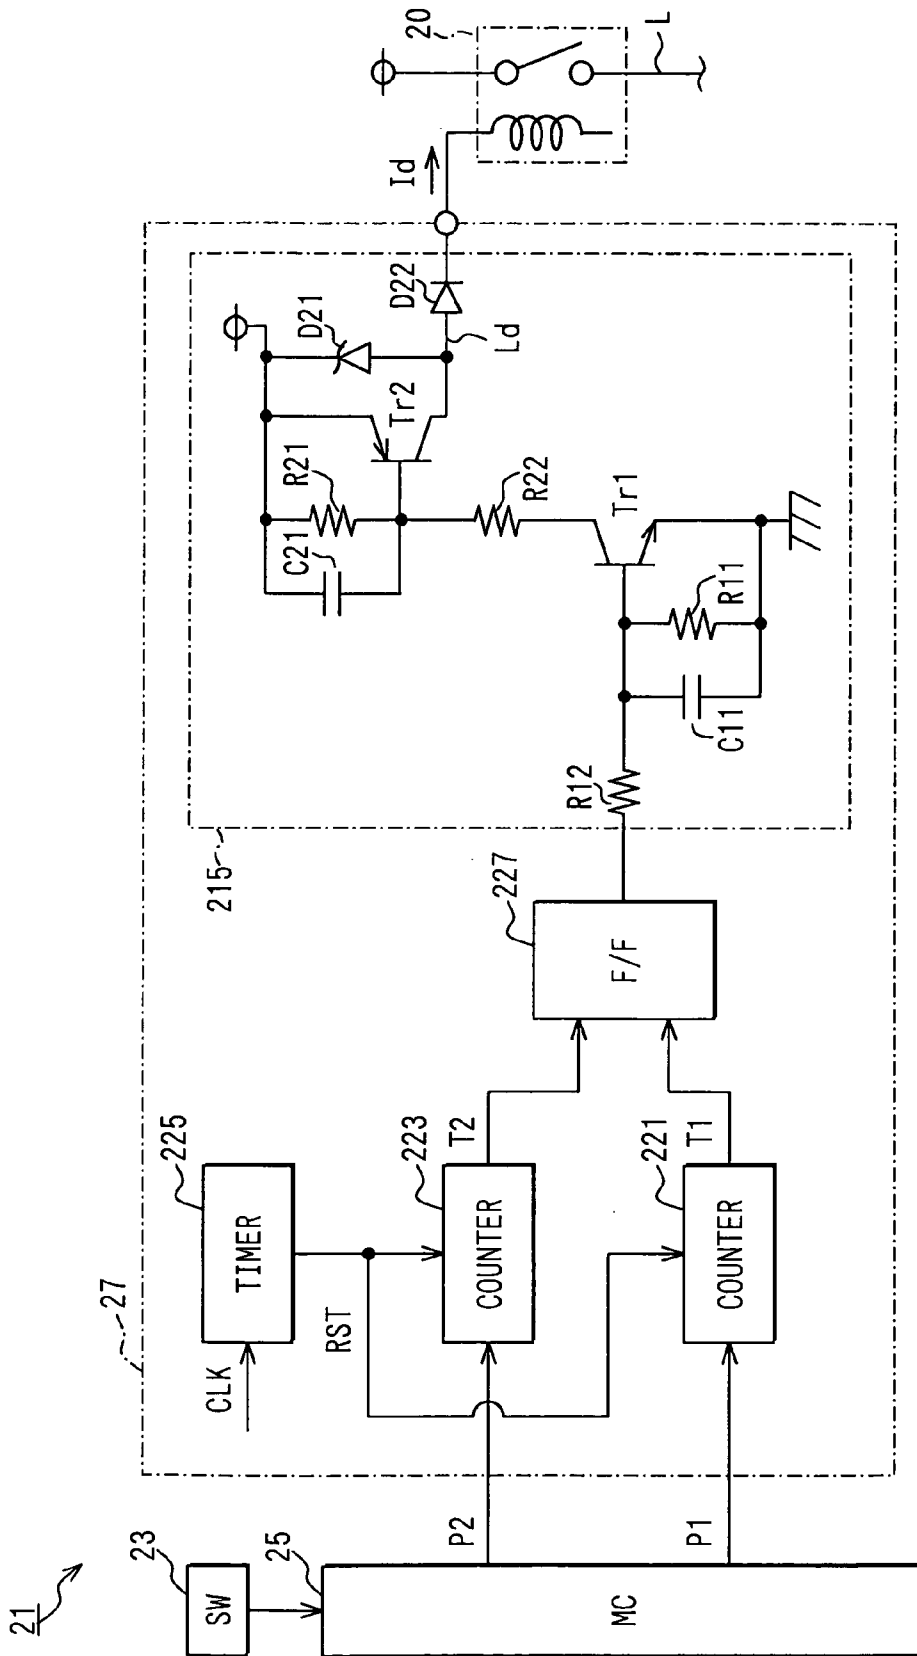 21
SW
23
MC
25
P2
P1
27
CLK
TIMER
225
RST
COUNTER
223
T2
COUNTER
221
T1
F/F
227
215
R12
C11
R11
Tr1
R22
C21
R21
Tr2
D21
D22
Ld
Id
20
L